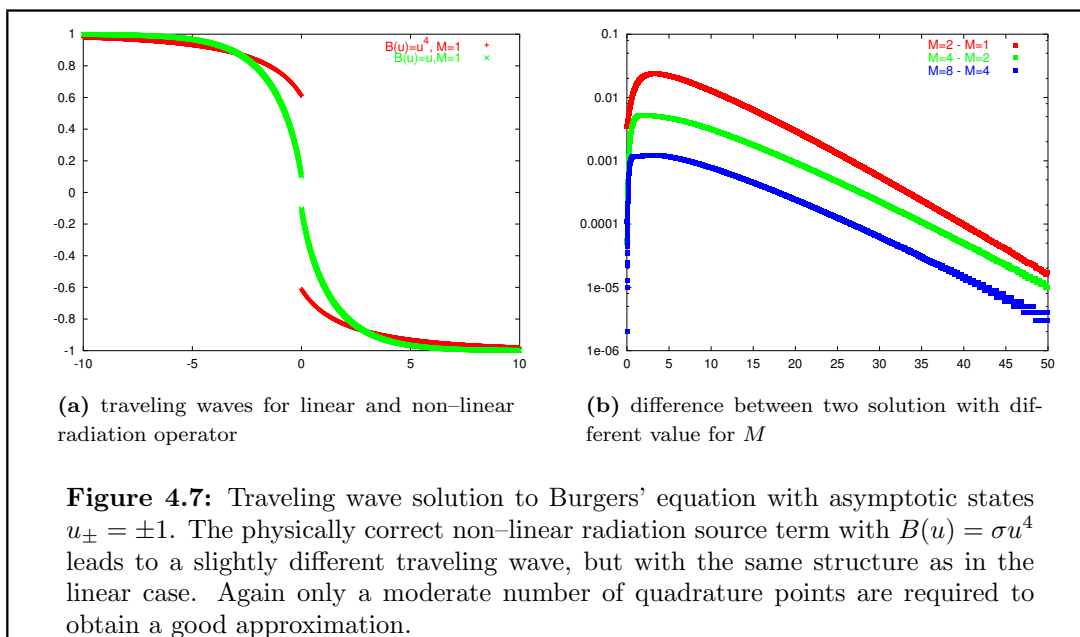 1
0.8
0.6
0.4
0.2
0
-0.2
-0.4
-0.6
-0.8
-1
-10
-5
0
5
10
B(u)=u^4, M=1
B(u)=u,M=1
0.1
0.01
0.001
0.0001
1e-05
1e-06
0
5
10
15
20
25
30
35
40
45
50
M=2 - M=1
M=4 - M=2
M=8 - M=4
(a) traveling waves for linear and non–linear
radiation operator
(b) difference between two solution with dif-
ferent value for M
Figure 4.7: Traveling wave solution to Burgers' equation with asymptotic states
u± = ±1. The physically correct non–linear radiation source term with B(u) = σu⁴
leads to a slightly different traveling wave, but with the same structure as in the
linear case. Again only a moderate number of quadrature points are required to
obtain a good approximation.